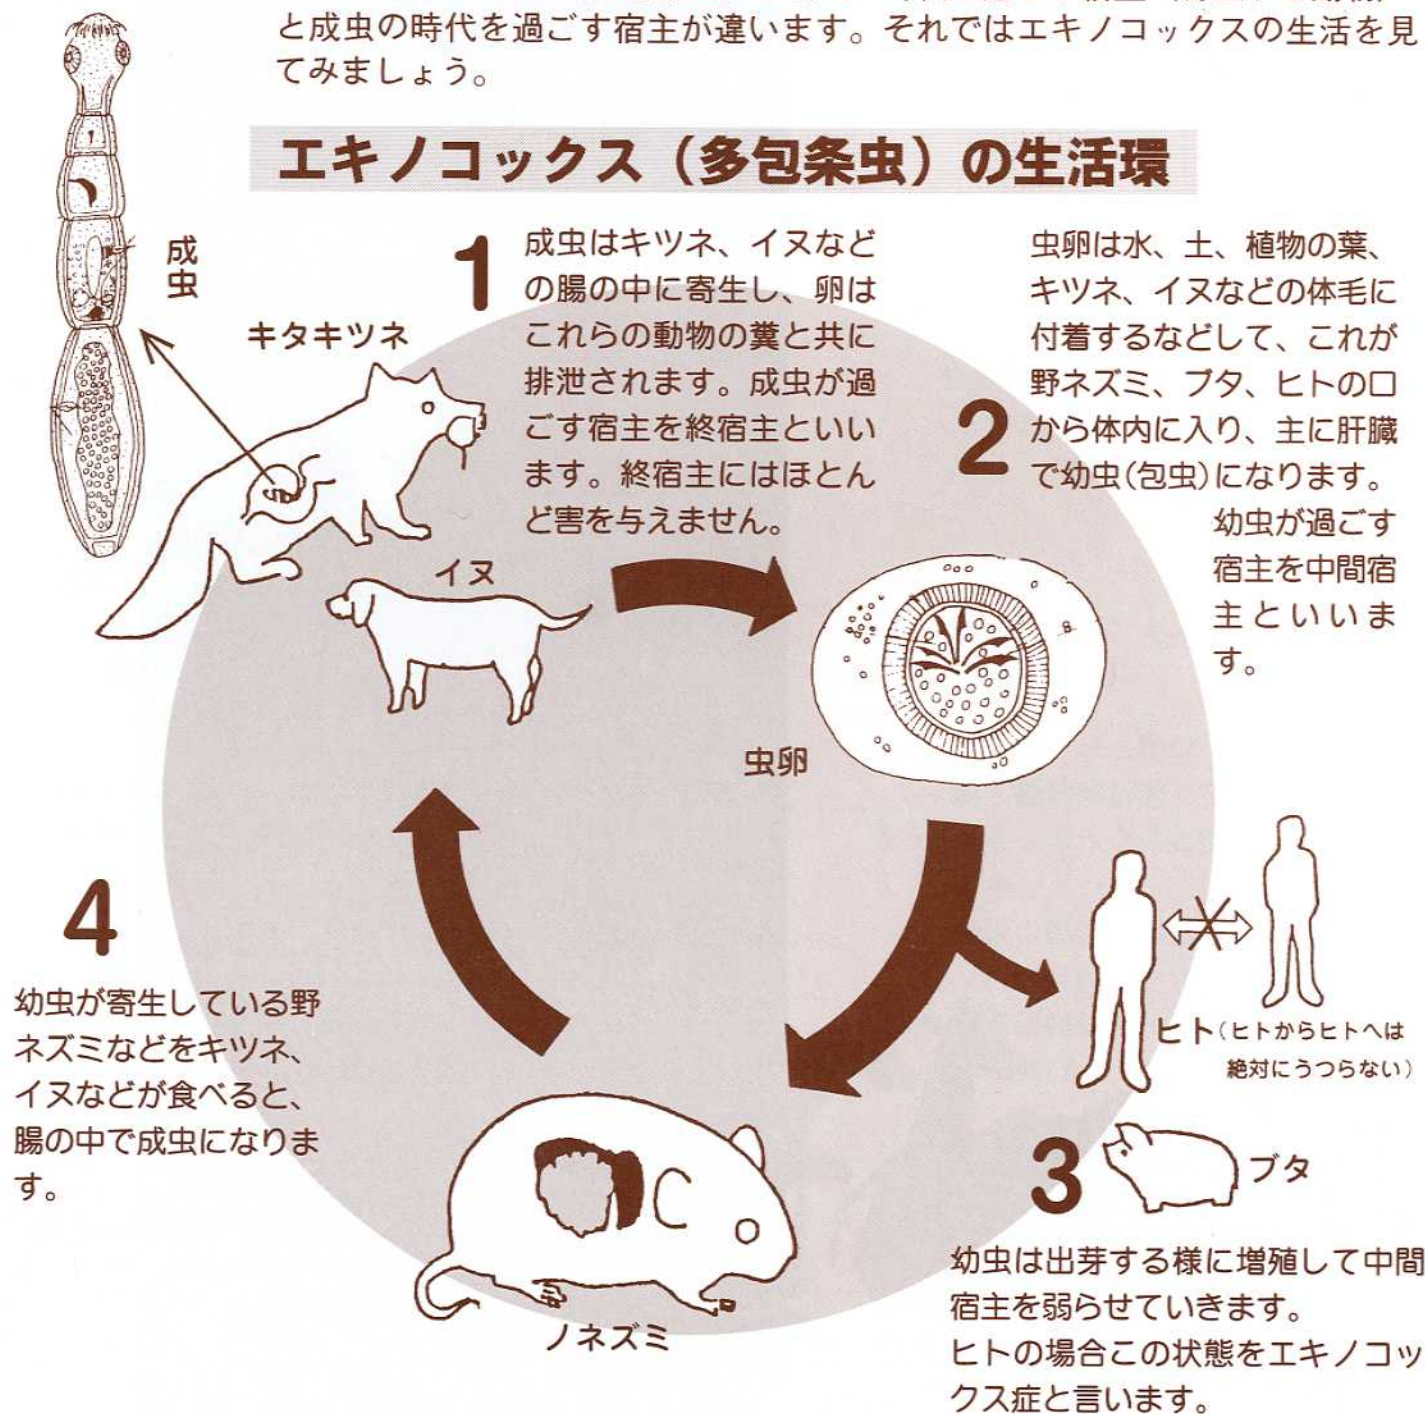 と成虫の時代を過ごす宿主が違います。それではエキノコックスの生活を見
てみましょう。
エキノコックス（多包条虫）の生活環
成虫
キタキツネ
1
成虫はキツネ、イヌなど
の腸の中に寄生し、卵は
これらの動物の糞と共に
排泄されます。成虫が過
ごす宿主を終宿主といい
ます。終宿主にはほとん
ど害を与えません。
2
虫卵は水、土、植物の葉、
キツネ、イヌなどの体毛に
付着するなどして、これが
野ネズミ、ブタ、ヒトの口
から体内に入り、主に肝臓
で幼虫(包虫)になります。
幼虫が過ごす
宿主を中間宿
主といいま
す。
イヌ
虫卵
ヒト(ヒトからヒトへは
絶対にうつらない)
3
ブタ
幼虫は出芽する様に増殖して中間
宿主を弱らせていきます。
ヒトの場合この状態をエキノコッ
クス症と言います。
ノネズミ
4
幼虫が寄生している野
ネズミなどをキツネ、
イヌなどが食べると、
腸の中で成虫になりま
す。